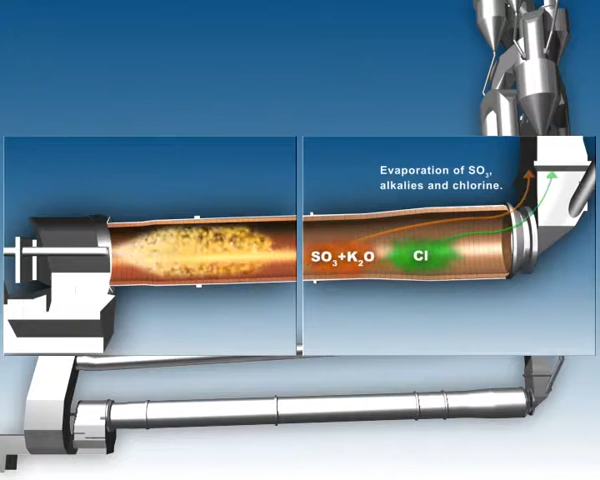 Evaporation of SO₃,
alkalies and chlorine.
SO₃+K₂O
Cl